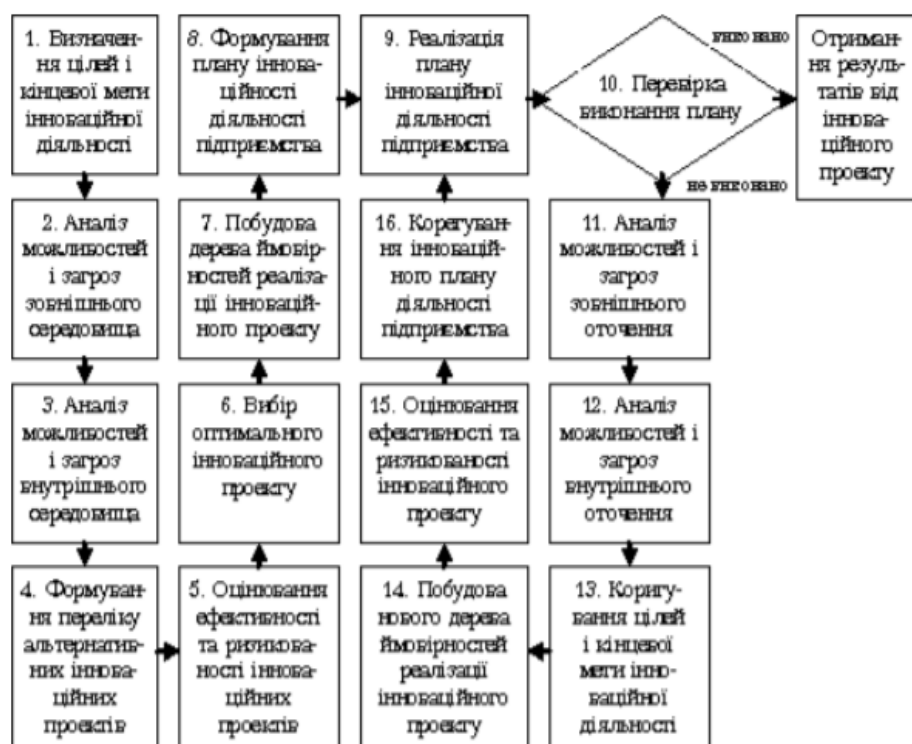 1. Визначен-
ня цілей і
кінцевої мети
інноваційної
діяльності
2. Аналіз
можливостей
і загроз
зовнішнього
середовища
3. Аналіз
можливостей
і загроз
внутрішнього
середовища
4. Формуван-
ня переліку
альтернатив-
них іннова-
ційних
проектів
5. Оцінювання
ефективності
та ризикова-
ності іннова-
ційних
проектів
6. Вибір
оптимального
інноваційного
проекту
7. Побудова
дерева ймовір-
ностей реаліза-
ції інновацій-
ного проекту
8. Формування
плану іннова-
ційності
діяльності
підприємства
9. Реалізація
плану
інноваційної
діяльності
підприємства
10. Перевірка
виконання плану
виконано
Отриман-
ня резуль-
татів від
іннова-
ційного
проекту
не виконано
11. Аналіз
можливостей і
загроз
зовнішнього
оточення
12. Аналіз
можливостей і
загроз
внутрішнього
оточення
13. Коригу-
вання цілей
і кінцевої
мети інно-
ваційної
діяльності
14. Побудова
нового дерева
ймовірностей
реалізації
інноваційного
проекту
15. Оцінювання
ефективності та
ризикованості
інноваційного
проекту
16. Корегуван-
ня інновацій-
ного плану
діяльності
підприємства